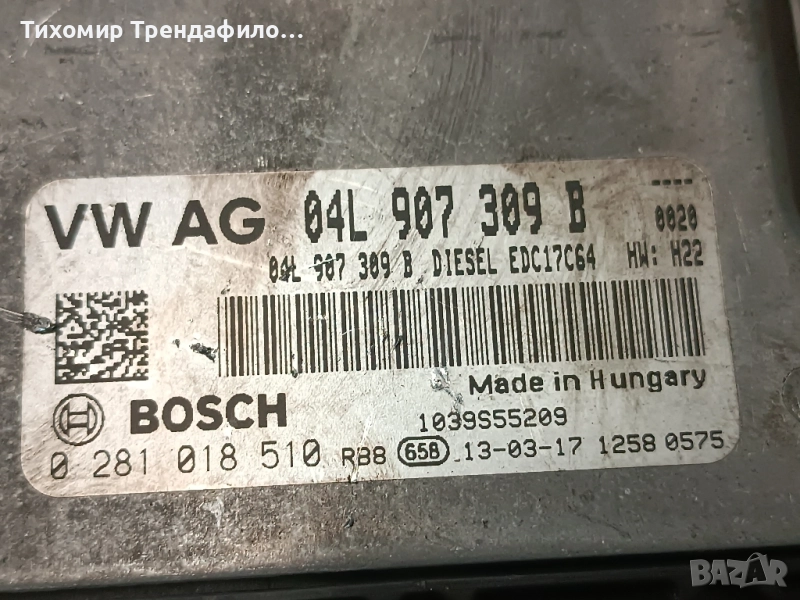 Тихомир Трендафило...
VW AG 04L 907 309 B ---- 0020
04L 907 309 B DIESEL EDC17C64 HW: H22
Made in Hungary
BOSCH 1039S55209
0 281 018 510 RB8 658 13-03-17 1258 0575
BAZAR